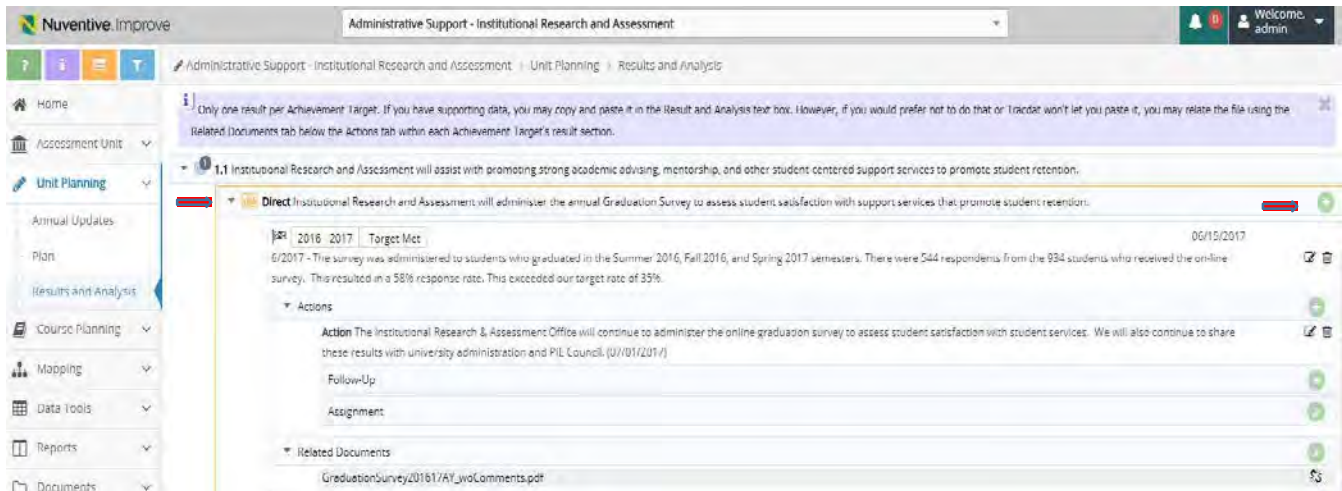 Nuventive.Improve
Administrative Support - Institutional Research and Assessment
0
Welcome, admin
Administrative Support - Institutional Research and Assessment > Unit Planning > Results and Analysis
Home
Assessment Unit
Unit Planning
Annual Updates
Plan
Results and Analysis
Course Planning
Mapping
Data Tools
Reports
Documents
Only one result per Achievement Target. If you have supporting data, you may copy and paste it in the Result and Analysis text box. However, if you would prefer not to do that or Tracdat won't let you paste it, you may relate the file using the
Related Documents tab below the Actions tab within each Achievement Target's result section.
1.1 Institutional Research and Assessment will assist with promoting strong academic advising, mentorship, and other student centered support services to promote student retention.
Direct Institutional Research and Assessment will administer the annual Graduation Survey to assess student satisfaction with support services that promote student retention.
2016 2017 Target Met 06/15/2017
6/2017 - The survey was administered to students who graduated in the Summer 2016, Fall 2016, and Spring 2017 semesters. There were 544 respondents from the 934 students who received the on-line
survey. This resulted in a 58% response rate. This exceeded our target rate of 35%.
Actions
Action The Institutional Research & Assessment Office will continue to administer the online graduation survey to assess student satisfaction with student services. We will also continue to share
these results with university administration and PIE Council. (07/01/2017)
Follow-Up
Assignment
Related Documents
GraduationSurvey201617AY_woComments.pdf